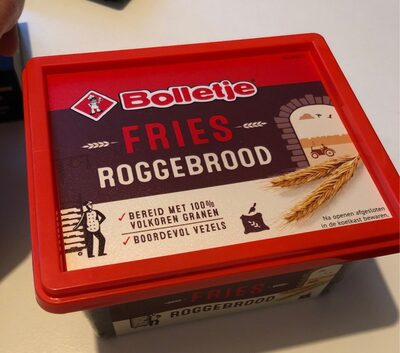 Bolletje
FRIES
ROGGEBROOD
✓ BEREID MET 100%
VOLKOREN GRANEN
✓ BOORDEVOL VEZELS
Na openen afgesloten
in de koelkast bewaren.
FRIES
ROGGEBROOD